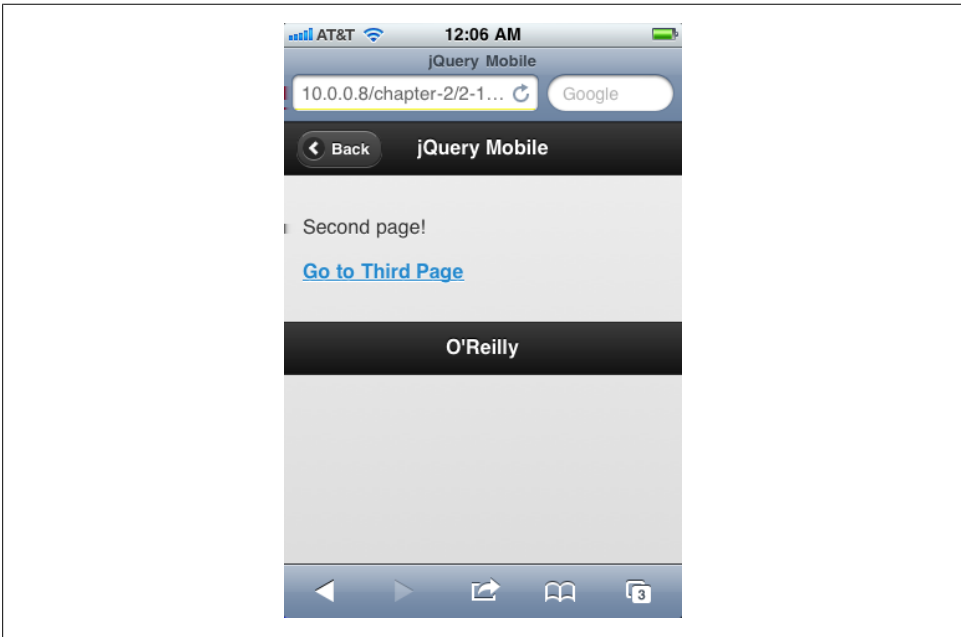 AT&T 12:06 AM
jQuery Mobile
10.0.0.8/chapter-2/2-1... Google
Back jQuery Mobile
Second page!
Go to Third Page
O'Reilly
3